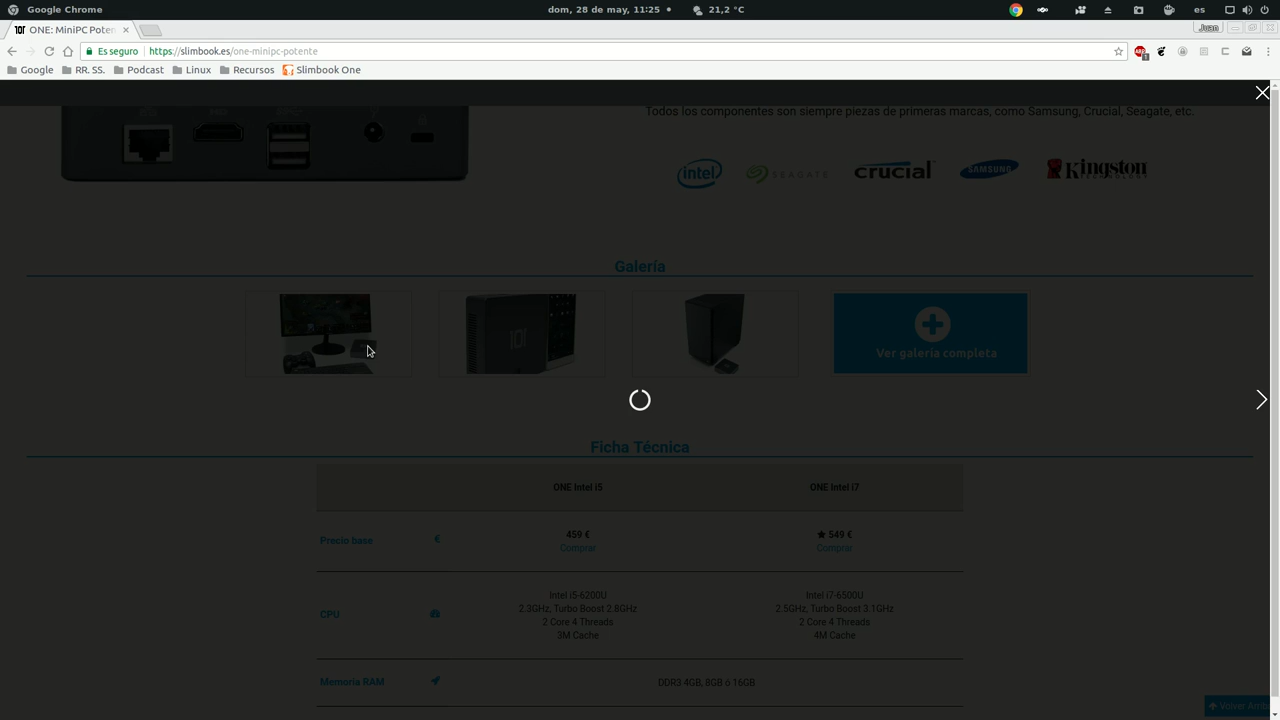 Google Chrome
dom, 28 de may, 11:25
21,2 °C
es
ONE: MiniPC Poten
Juan
Es seguro
https://slimbook.es/one-minipc-potente
Google
RR. SS.
Podcast
Linux
Recursos
Slimbook One
Todos los componentes son siempre piezas de primeras marcas, como Samsung, Crucial, Seagate, etc.
intel
SEAGATE
crucial
SAMSUNG
Kingston
Galería
Ver galería completa
Ficha Técnica
ONE Intel i5
ONE Intel i7
Precio base
€
459 €
549 €
Comprar
Comprar
CPU
Intel i5-6200U
Intel i7-6500U
2.3GHz, Turbo Boost 2.8GHz
2.5GHz, Turbo Boost 3.1GHz
2 Core 4 Threads
2 Core 4 Threads
3M Cache
4M Cache
Memoria RAM
DDR3 4GB, 8GB ó 16GB
Volver Arrib